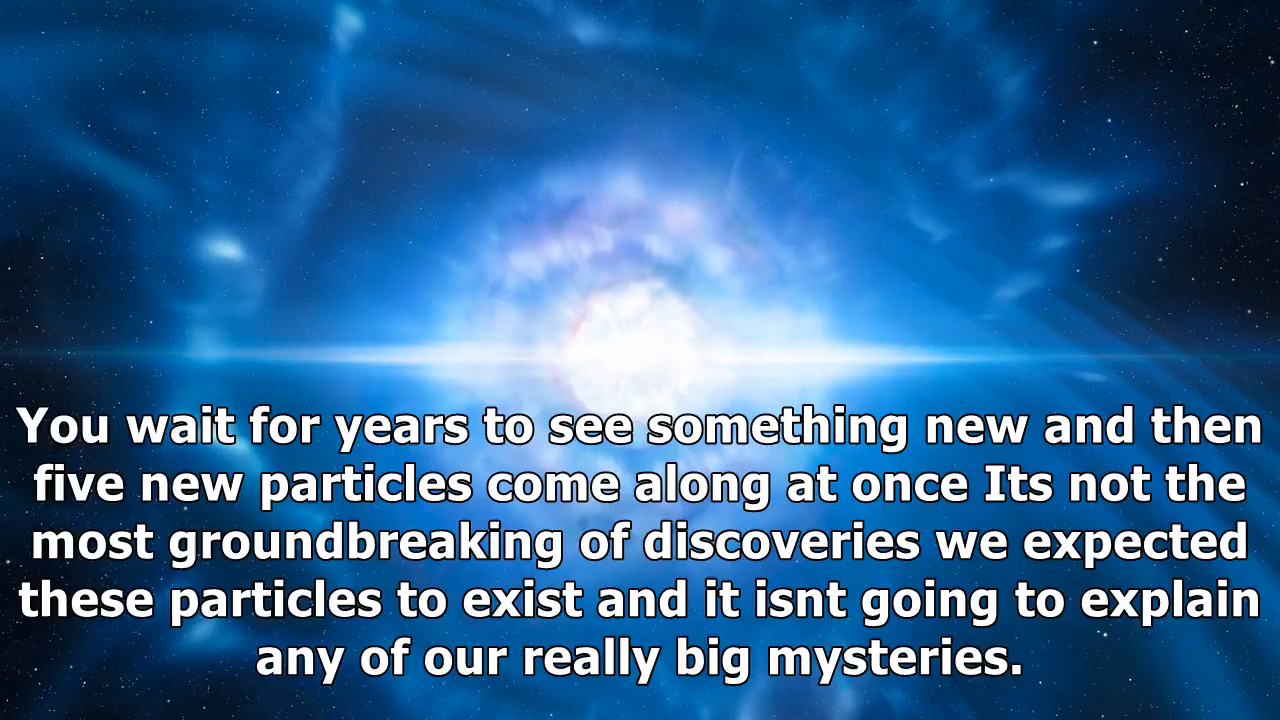 You wait for years to see something new and then
five new particles come along at once Its not the
most groundbreaking of discoveries we expected
these particles to exist and it isnt going to explain
any of our really big mysteries.